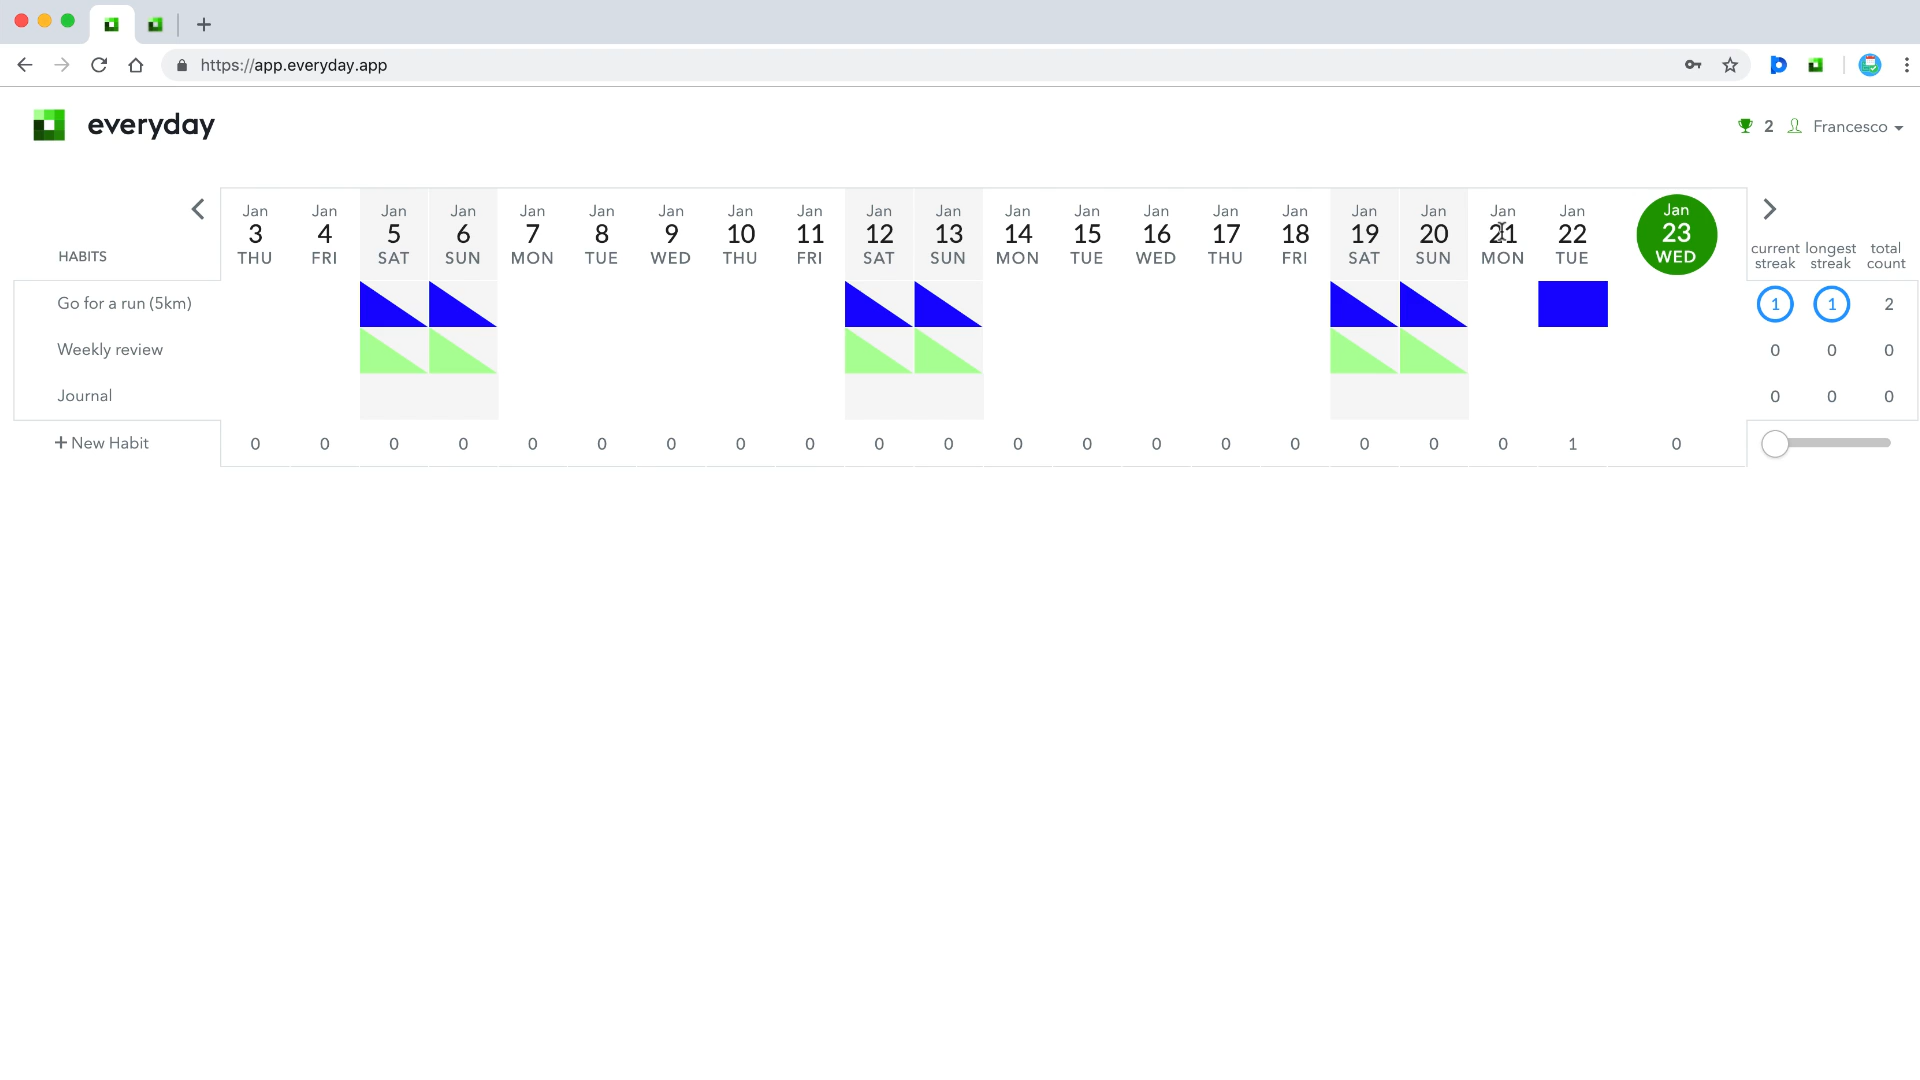 https://app.everyday.app
everyday
2 Francesco
Jan Jan Jan Jan Jan Jan Jan Jan Jan Jan Jan Jan Jan Jan Jan Jan Jan Jan Jan Jan Jan
3 4 5 6 7 8 9 10 11 12 13 14 15 16 17 18 19 20 21 22 23
HABITS THU FRI SAT SUN MON TUE WED THU FRI SAT SUN MON TUE WED THU FRI SAT SUN MON TUE WED
current longest total
streak streak count
Go for a run (5km) 1 1 2
Weekly review 0 0 0
Journal 0 0 0
+ New Habit 0 0 0 0 0 0 0 0 0 0 0 0 0 0 0 0 0 0 0 1 0